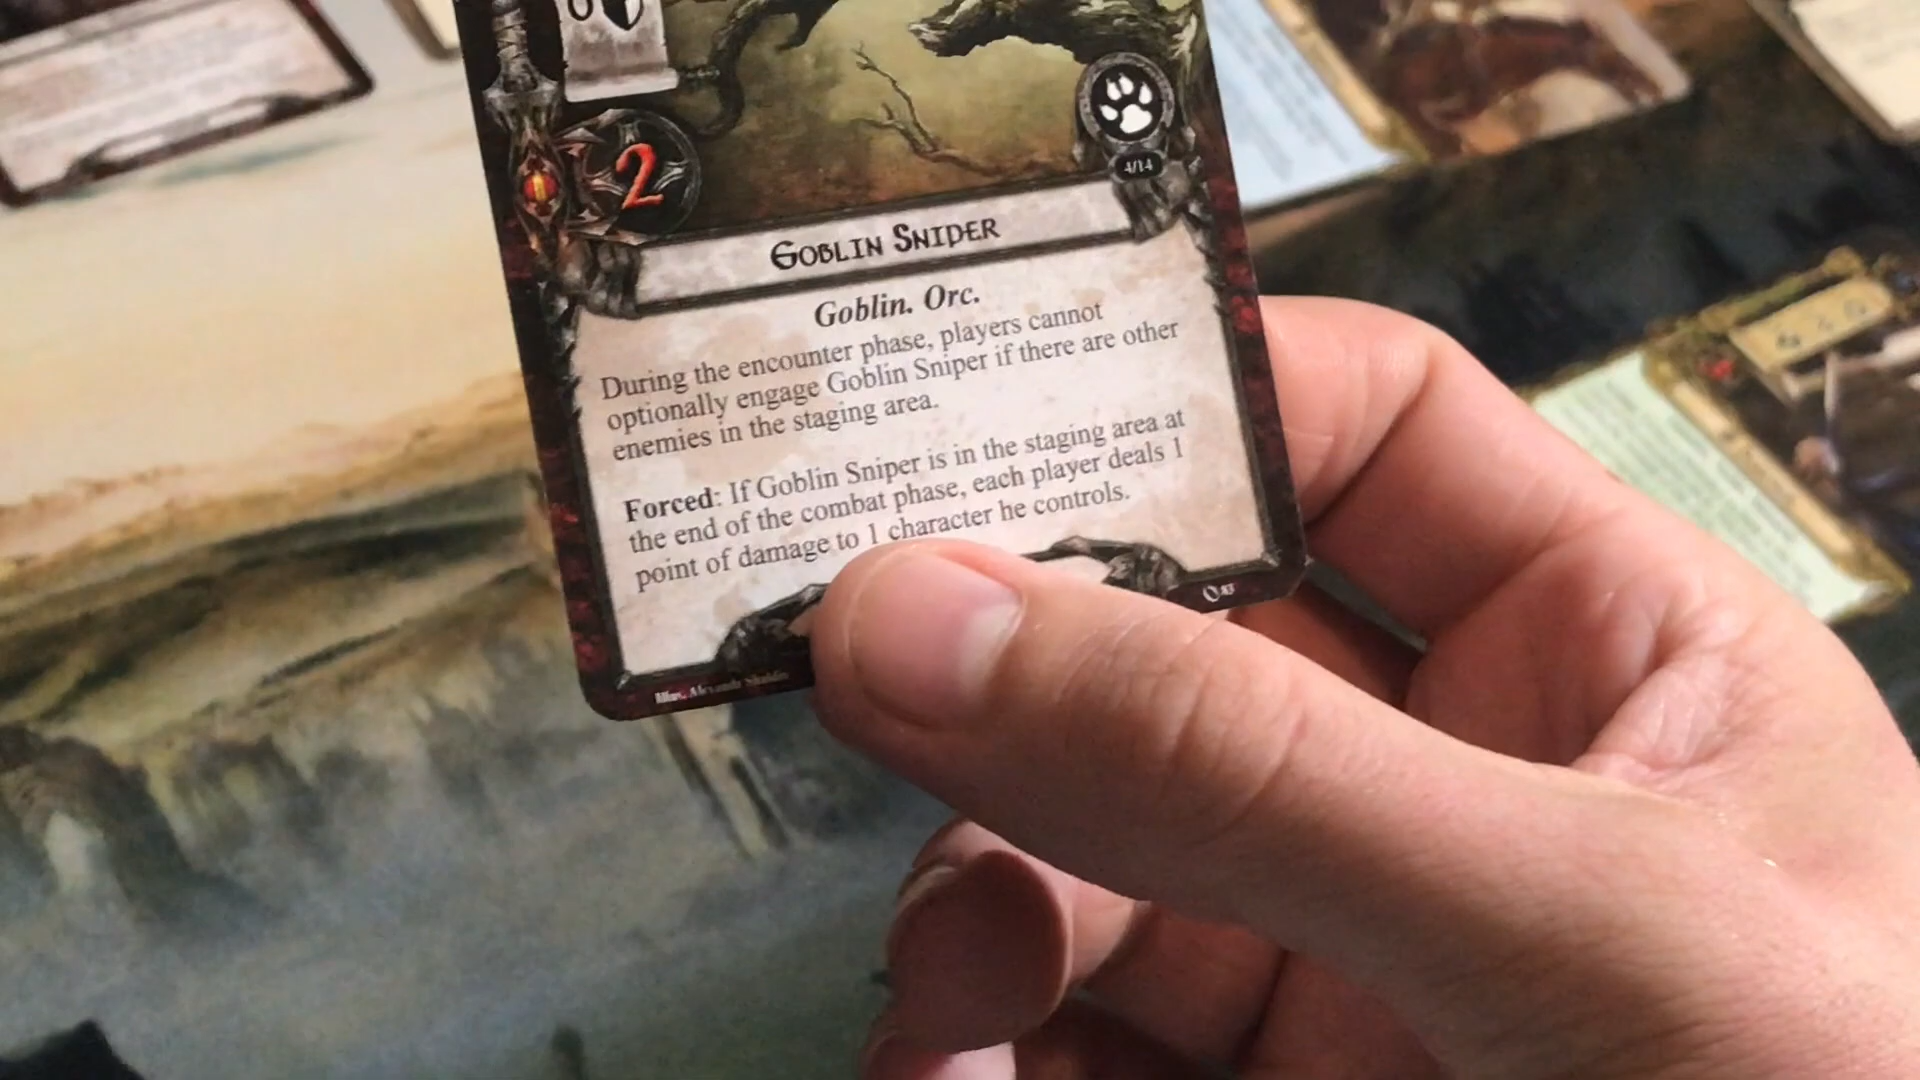 0
2
4/14
GOBLIN SNIPER
Goblin. Orc.
During the encounter phase, players cannot
optionally engage Goblin Sniper if there are other
enemies in the staging area.
Forced: If Goblin Sniper is in the staging area at
the end of the combat phase, each player deals 1
point of damage to 1 character he controls.
Illus.